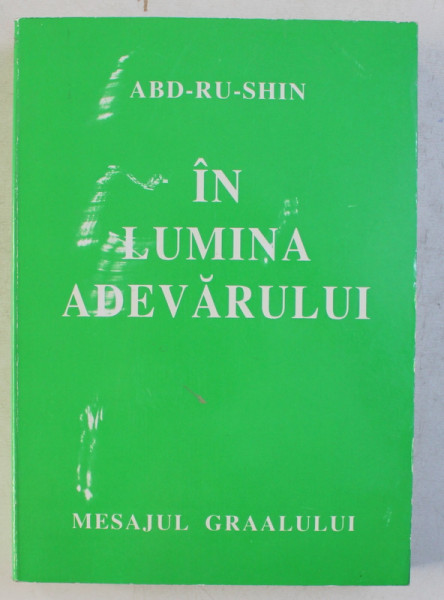 ABD-RU-SHIN
ÎN
LUMINA
ADEVĂRULUI
MESAJUL GRAALULUI